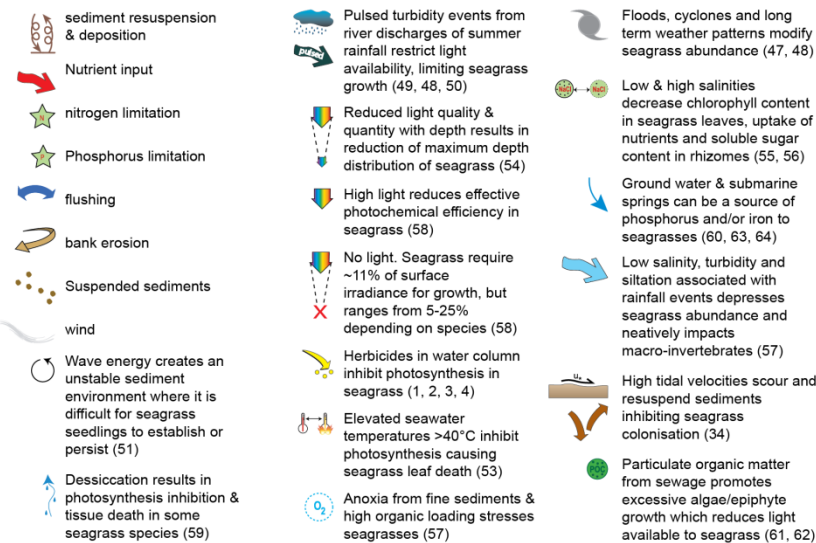 sediment resuspension
& deposition
Nutrient input
N
nitrogen limitation
P
Phosphorus limitation
flushing
bank erosion
Suspended sediments
wind
Wave energy creates an
unstable sediment
environment where it is
difficult for seagrass
seedlings to establish or
persist (51)
Dessiccation results in
photosynthesis inhibition &
tissue death in some
seagrass species (59)
pulsed
Pulsed turbidity events from
river discharges of summer
rainfall restrict light
availability, limiting seagrass
growth (49, 48, 50)
Reduced light quality &
quantity with depth results in
reduction of maximum depth
distribution of seagrass (54)
High light reduces effective
photochemical efficiency in
seagrass (58)
No light. Seagrass require
~11% of surface
irradiance for growth, but
ranges from 5-25%
depending on species (58)
Herbicides in water column
inhibit photosynthesis in
seagrass (1, 2, 3, 4)
Elevated seawater
temperatures >40°C inhibit
photosynthesis causing
seagrass leaf death (53)
O₂
Anoxia from fine sediments &
high organic loading stresses
seagrasses (57)
Floods, cyclones and long
term weather patterns modify
seagrass abundance (47, 48)
NaCl NaCl
Low & high salinities
decrease chlorophyll content
in seagrass leaves, uptake of
nutrients and soluble sugar
content in rhizomes (55, 56)
Ground water & submarine
springs can be a source of
phosphorus and/or iron to
seagrasses (60, 63, 64)
Low salinity, turbidity and
siltation associated with
rainfall events depresses
seagrass abundance and
neatively impacts
macro-invertebrates (57)
u*
High tidal velocities scour and
resuspend sediments
inhibiting seagrass
colonisation (34)
POC
Particulate organic matter
from sewage promotes
excessive algae/epiphyte
growth which reduces light
available to seagrass (61, 62)